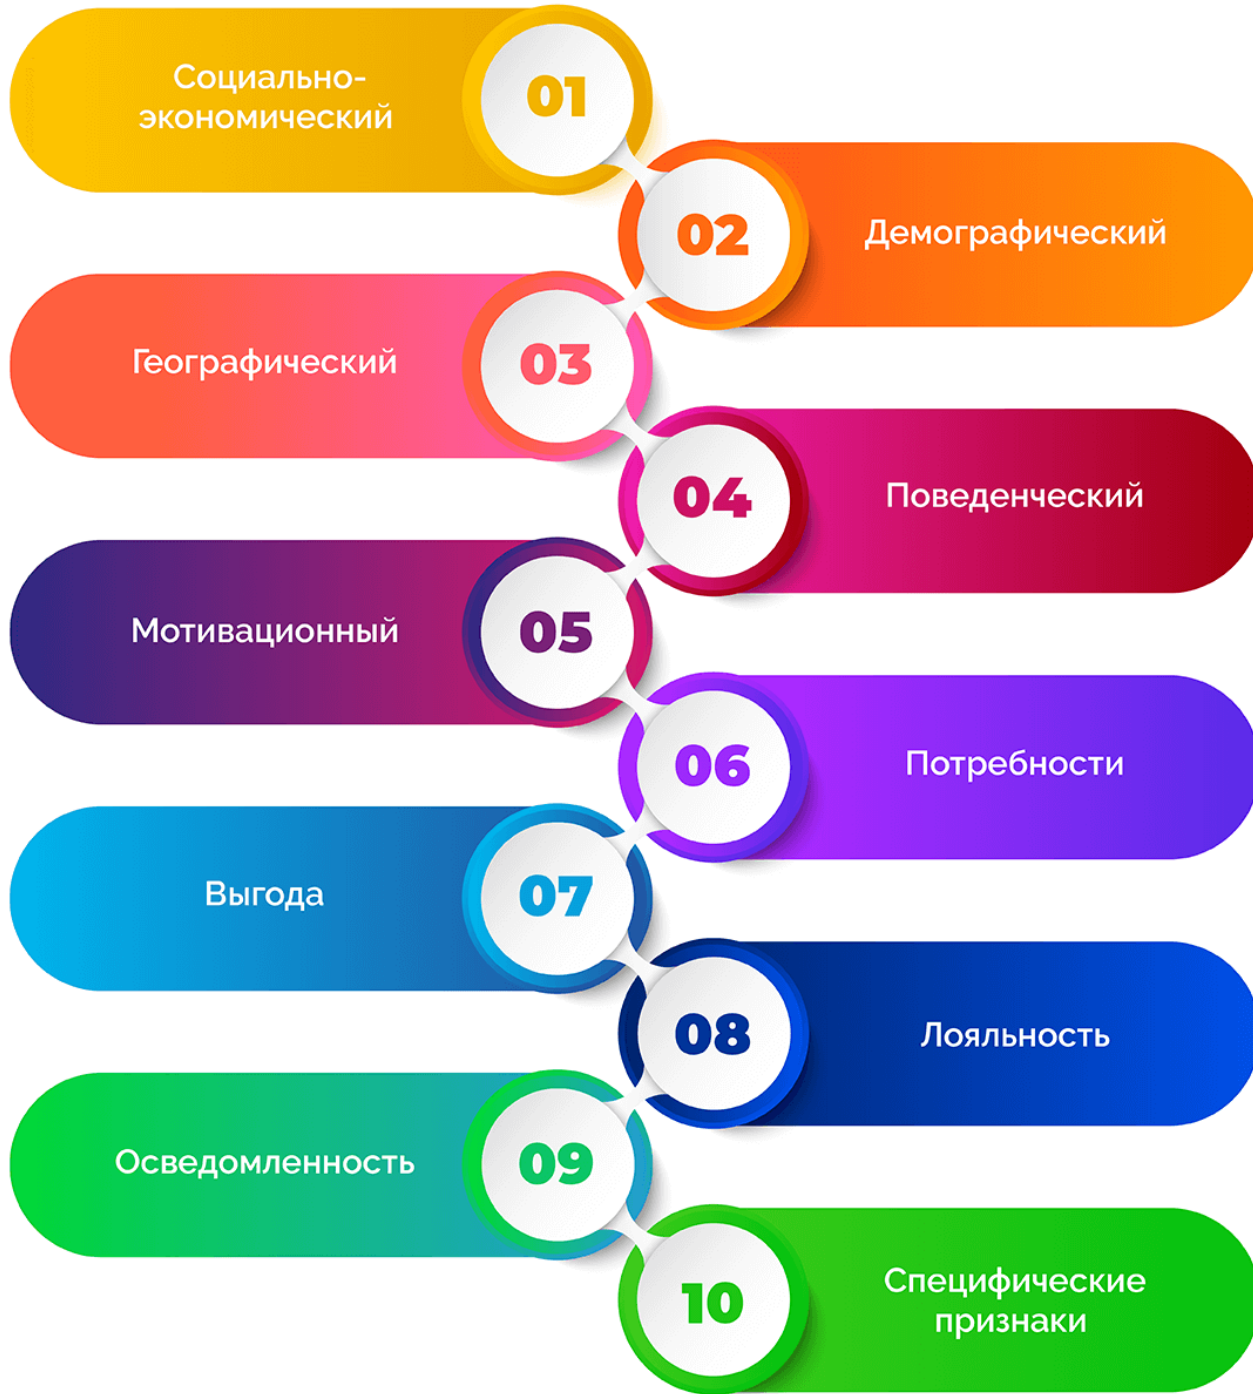 01
Социально-
экономический
02
Демографический
03
Географический
04
Поведенческий
05
Мотивационный
06
Потребности
07
Выгода
08
Лояльность
09
Осведомленность
10
Специфические
признаки